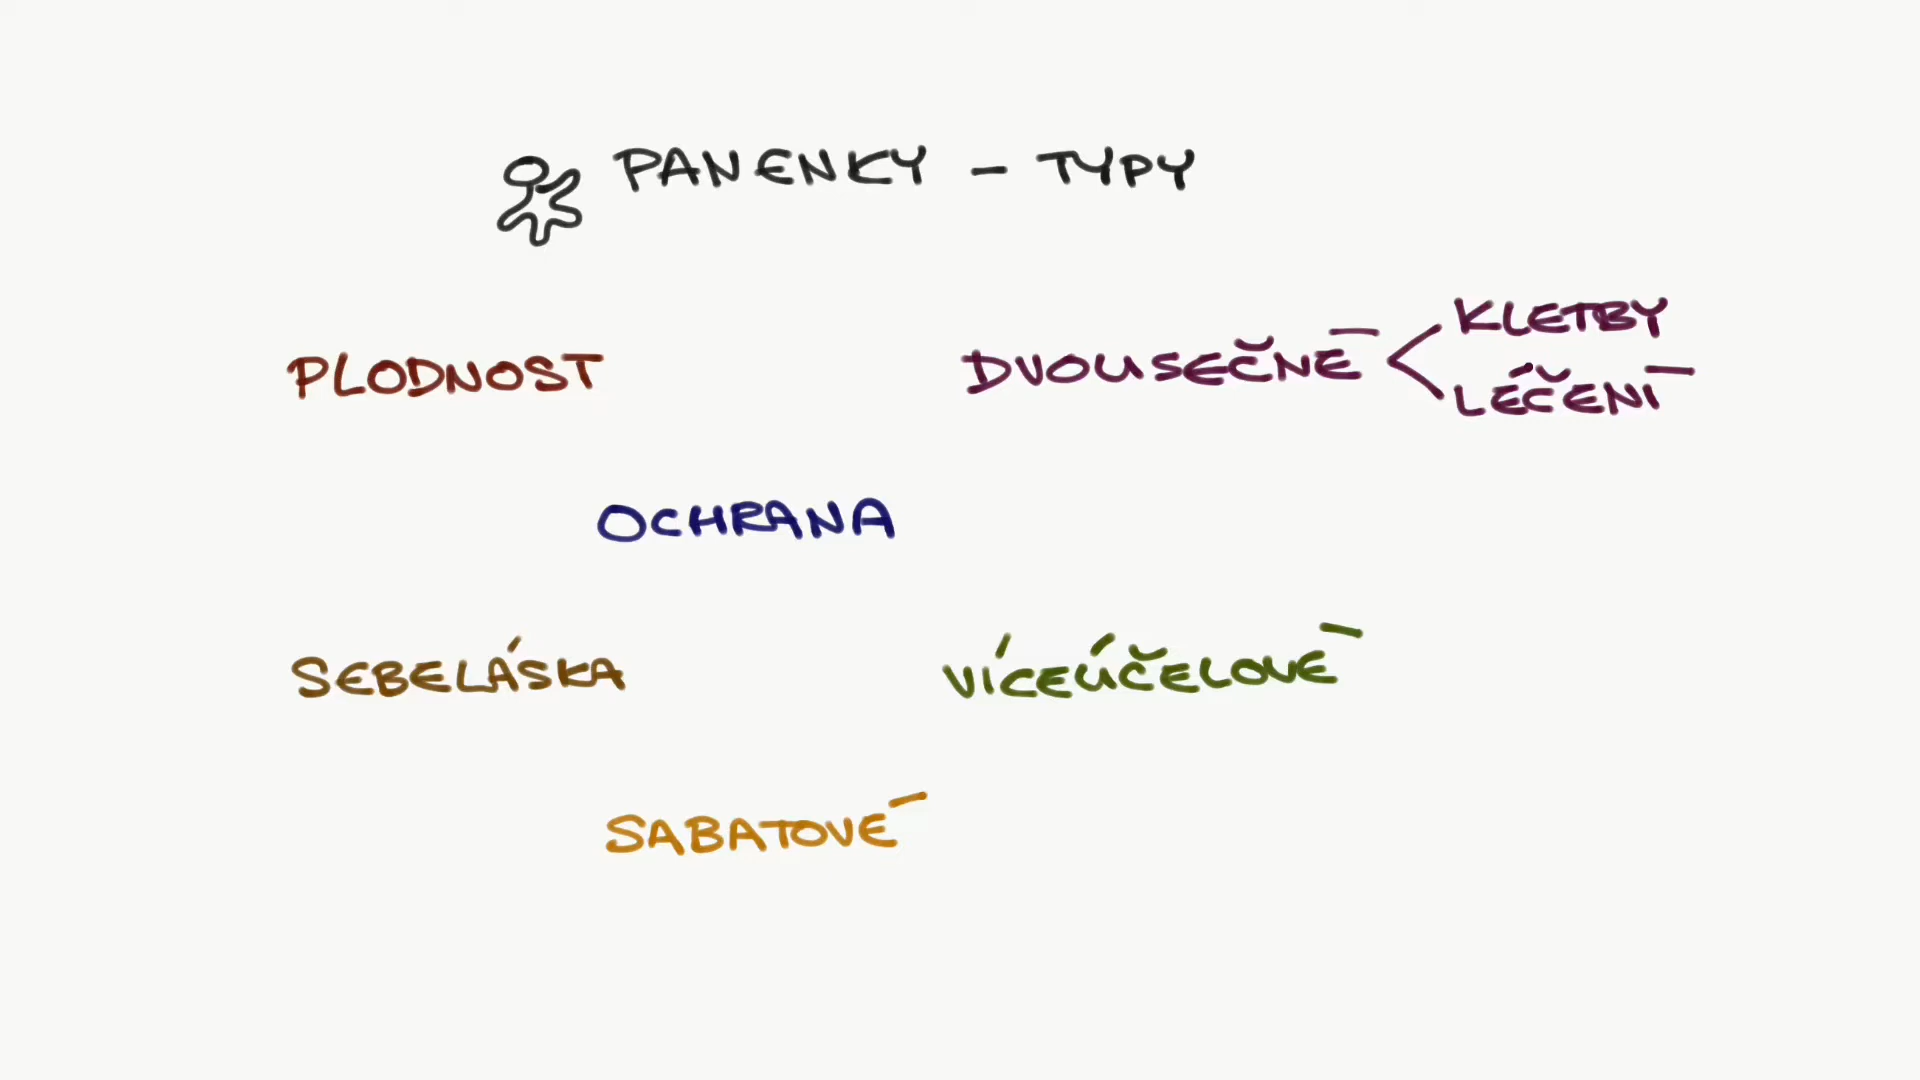 PANENKY - TYPY
PLODNOST
DVOUSEČNÉ
KLETBY
LÉČENÍ
OCHRANA
SEBELÁSKA
VÍCEÚČELOVÉ
SABATOVÉ